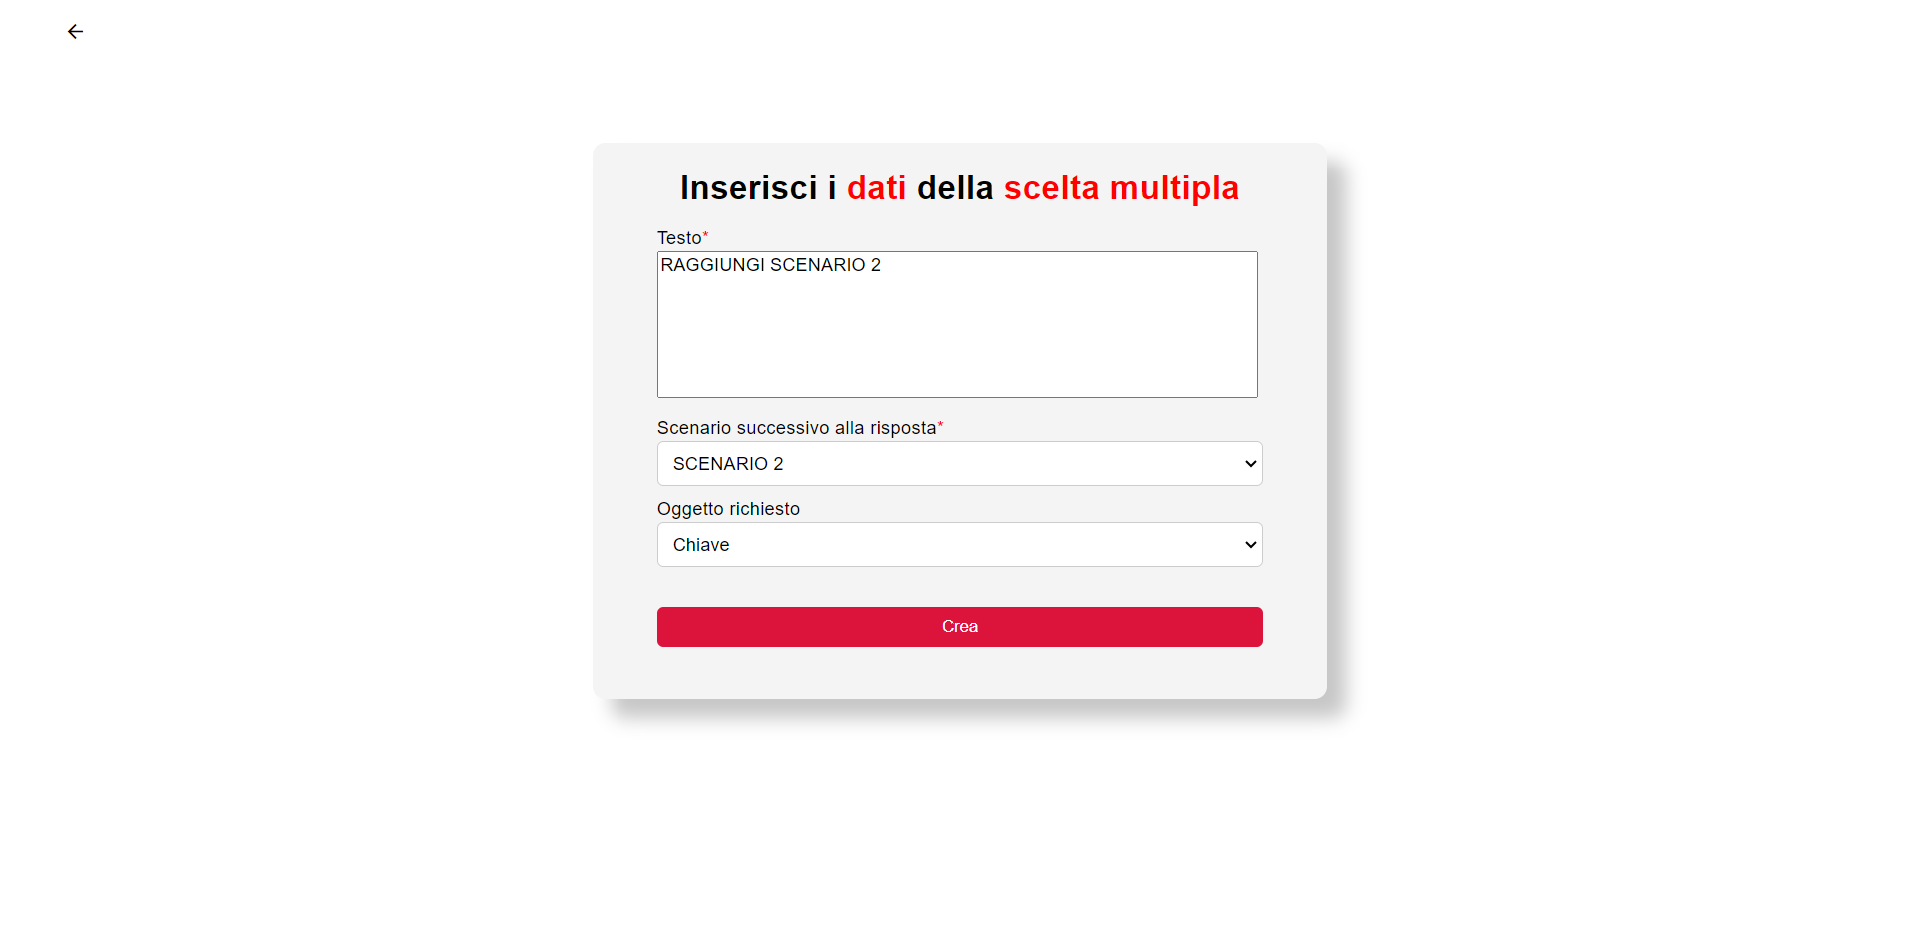 Inserisci i dati della scelta multipla
Testo*
RAGGIUNGI SCENARIO 2
Scenario successivo alla risposta*
SCENARIO 2
Oggetto richiesto
Chiave
Crea